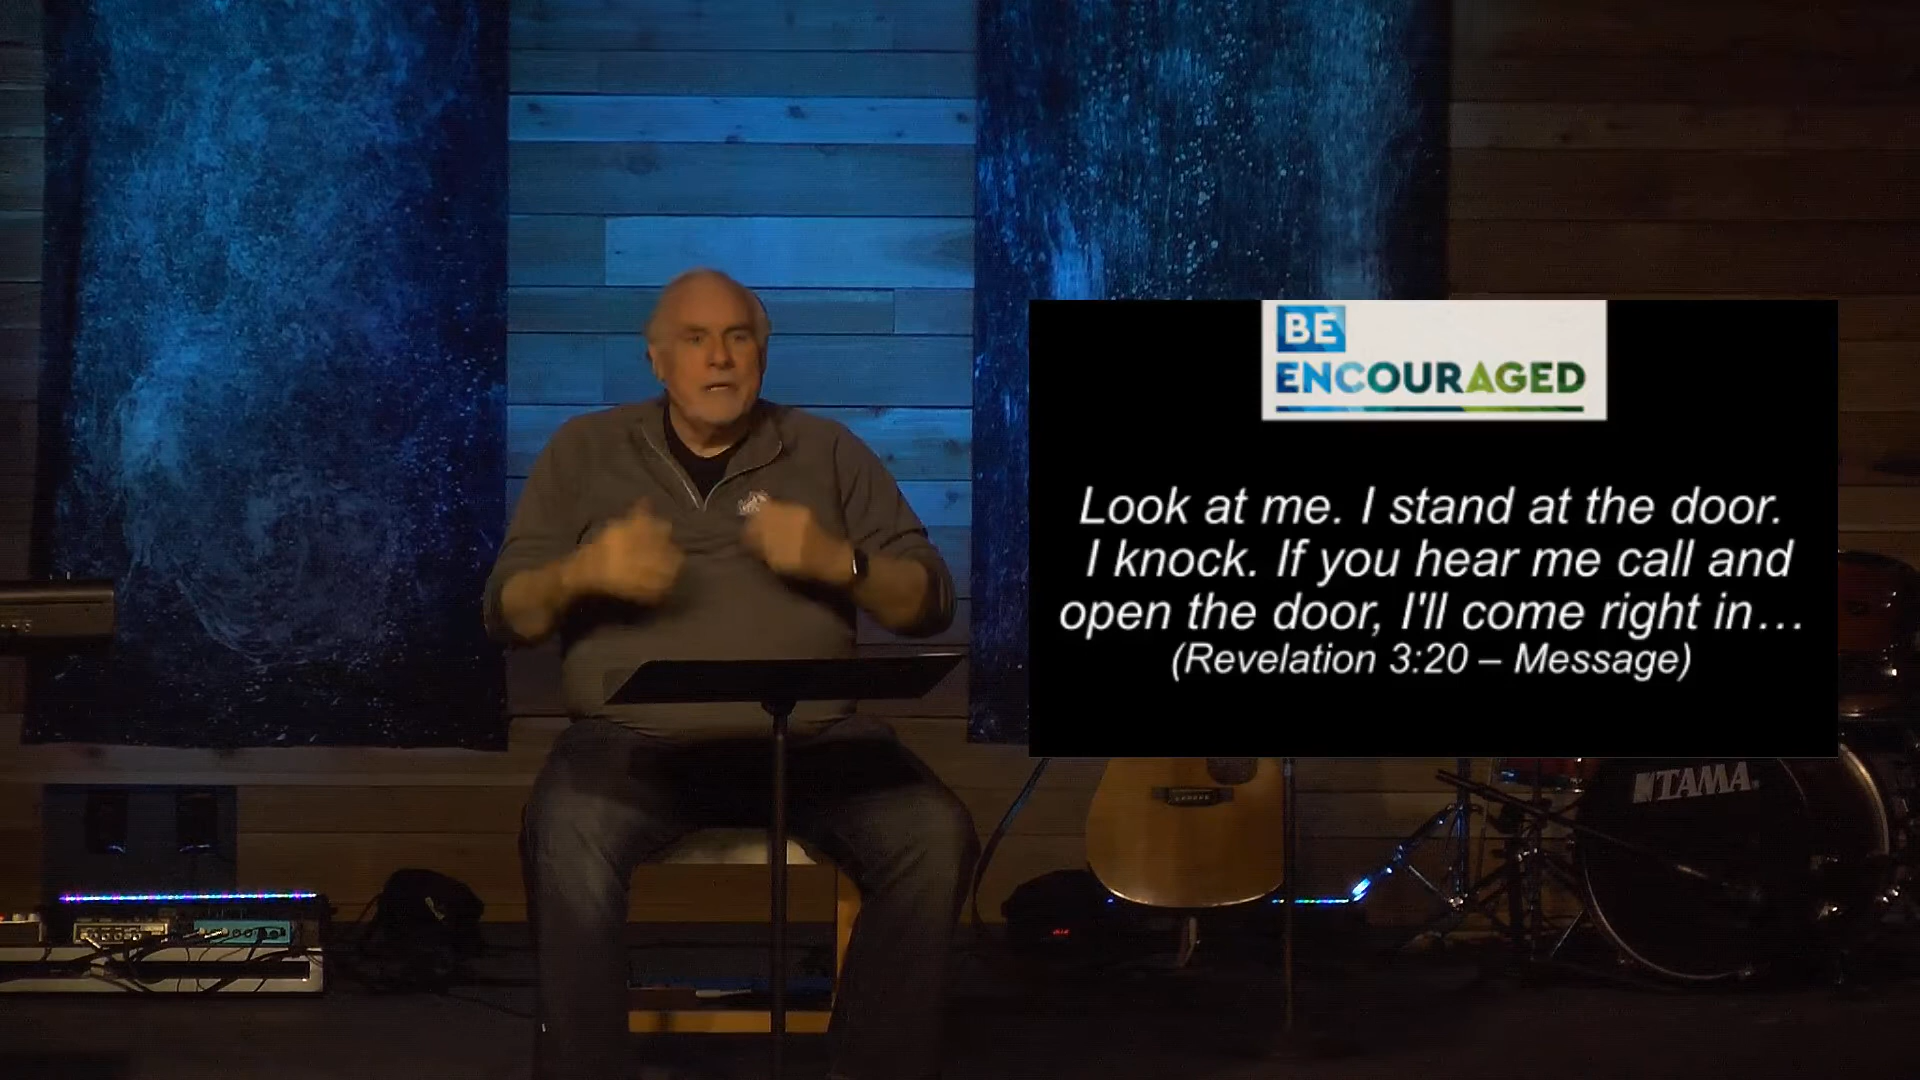 BE
ENCOURAGED
Look at me. I stand at the door.
I knock. If you hear me call and
open the door, I'll come right in…
(Revelation 3:20 – Message)
TAMA